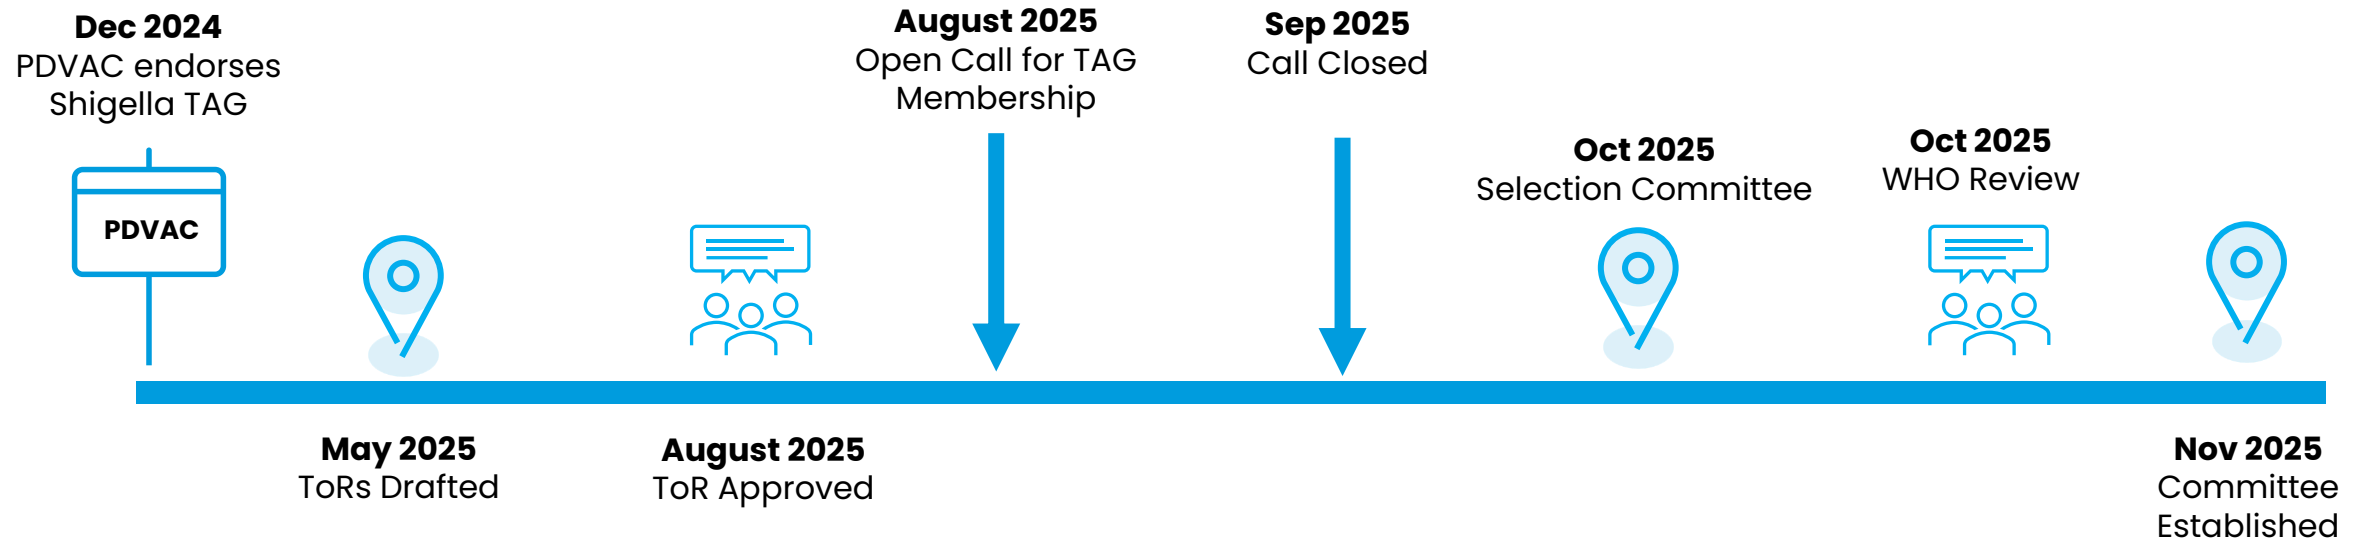 Dec 2024
PDVAC endorses
Shigella TAG
PDVAC
May 2025
ToRs Drafted
August 2025
ToR Approved
August 2025
Open Call for TAG
Membership
Sep 2025
Call Closed
Oct 2025
Selection Committee
Oct 2025
WHO Review
Nov 2025
Committee
Established